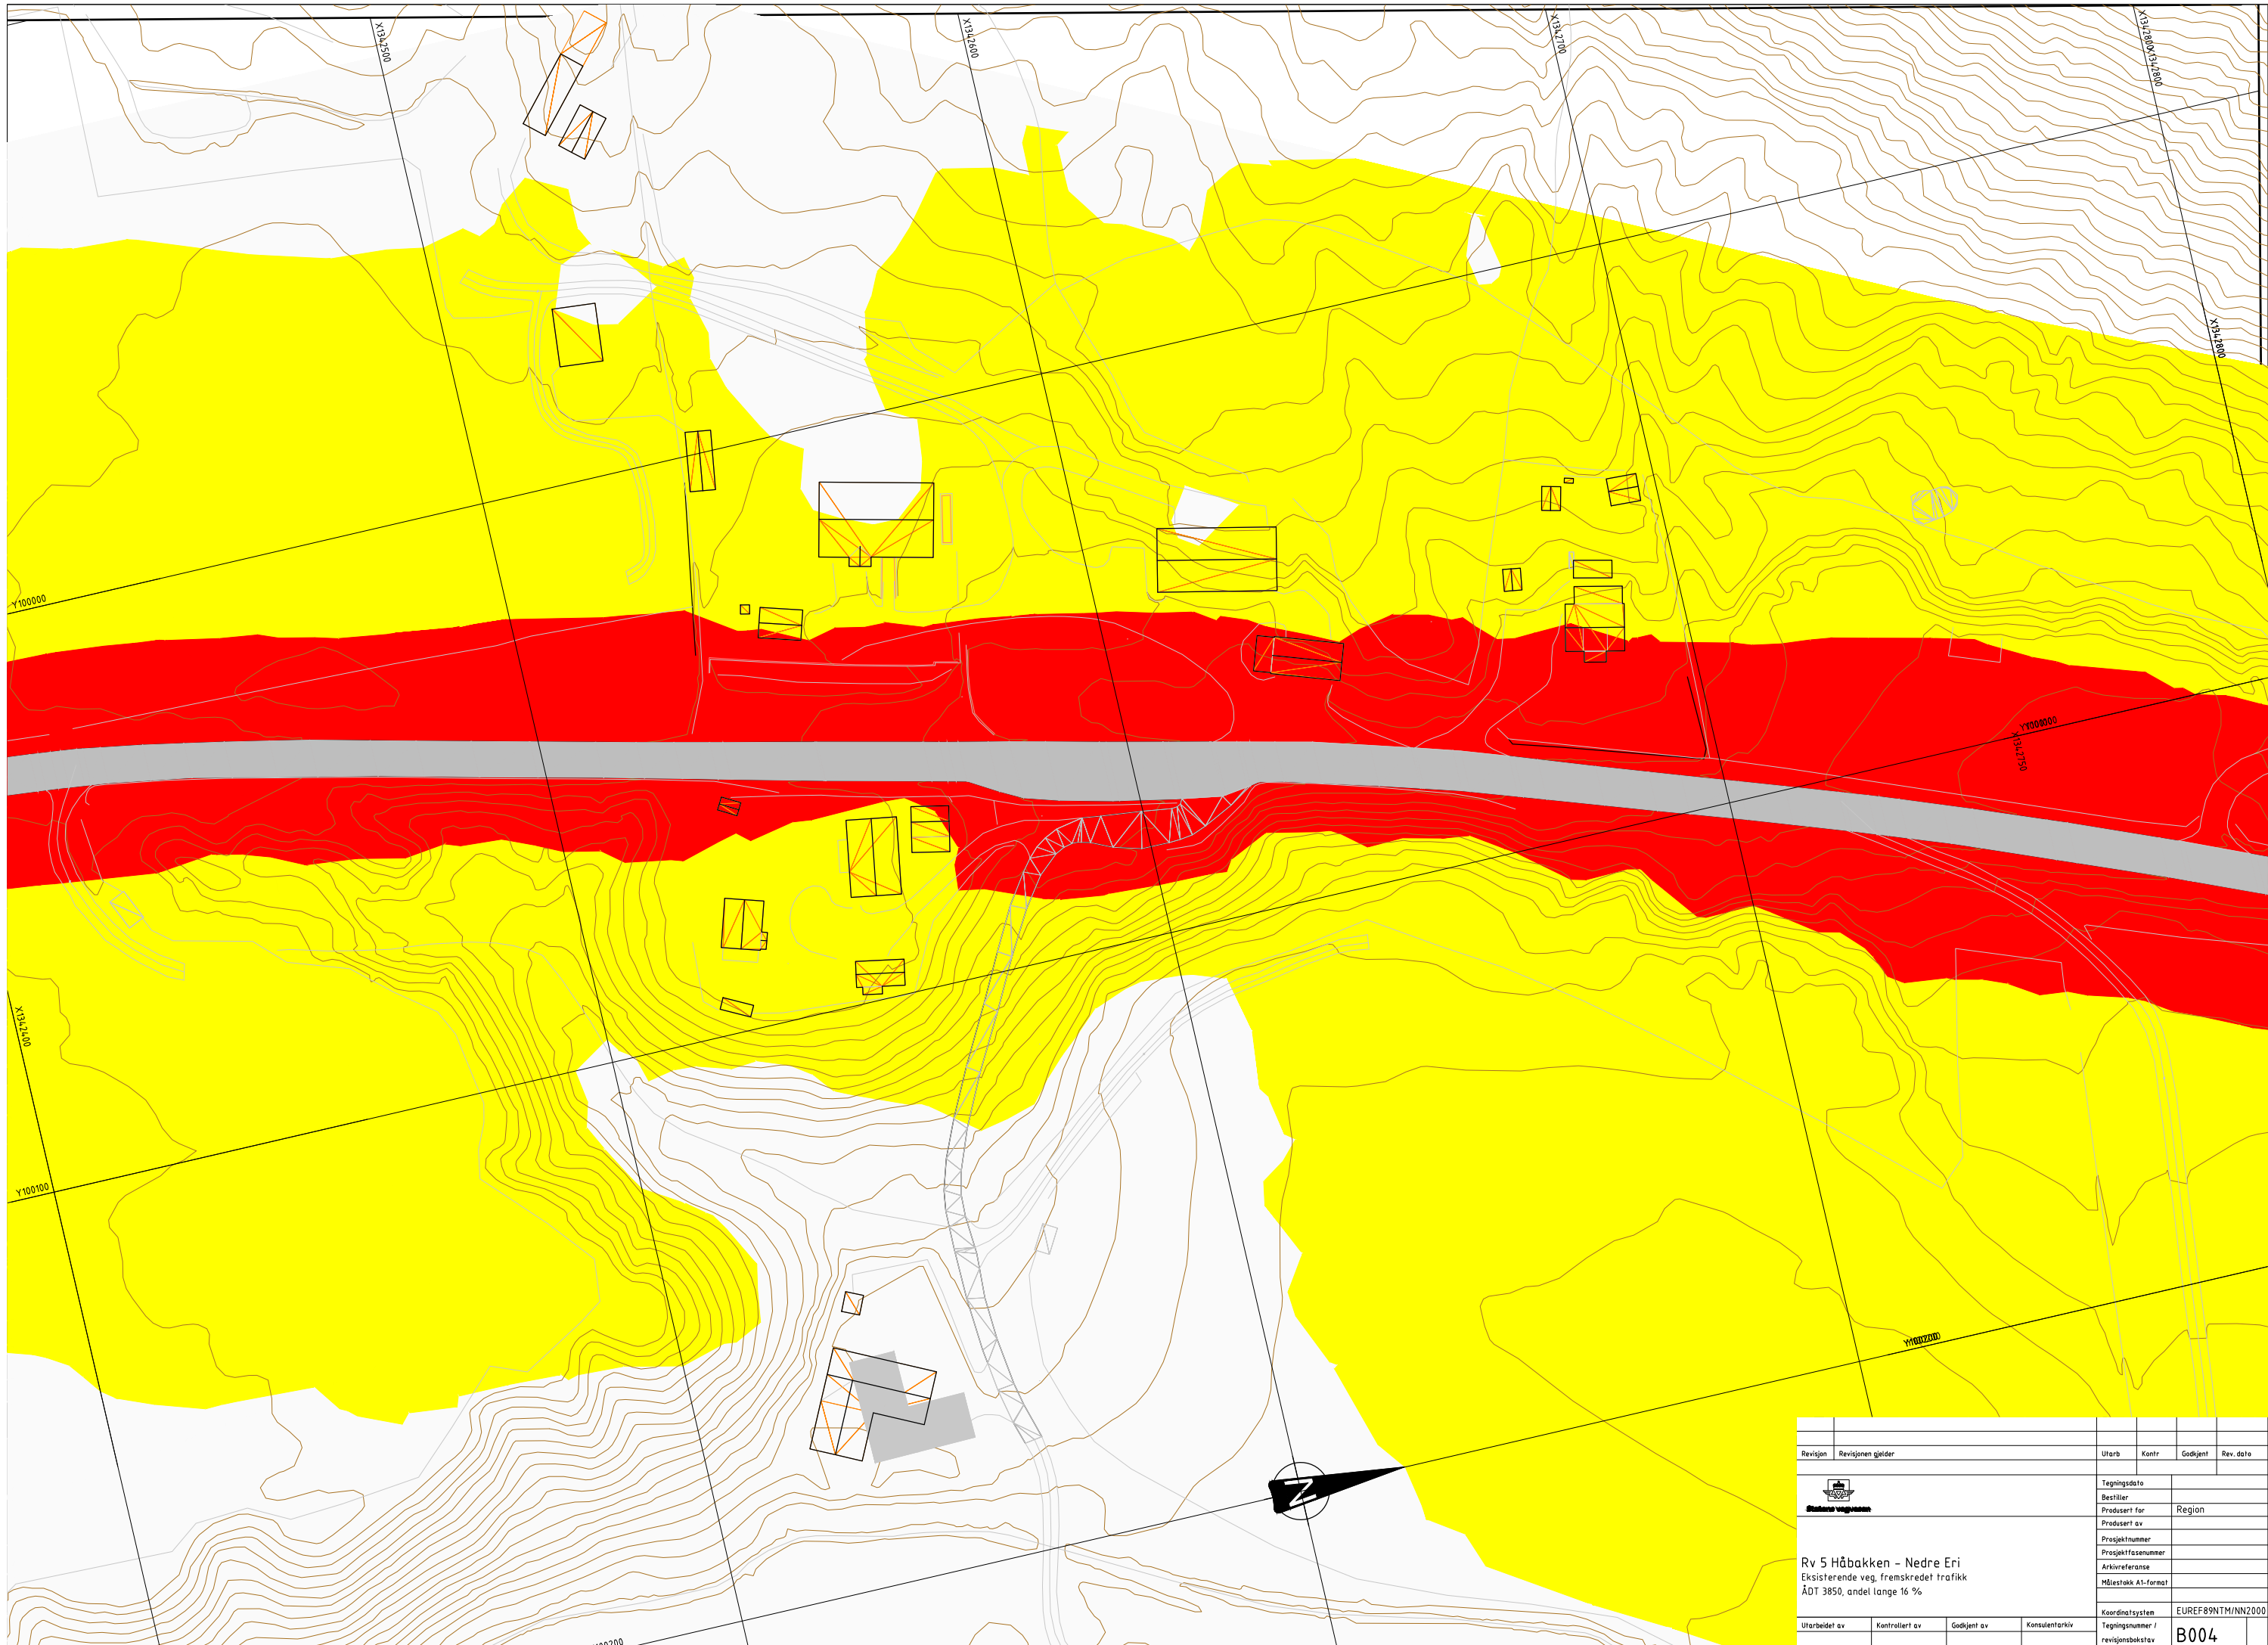 X1342500
X1342600
X1342700
X1342800
X1342800
X1342800
Y100000
X1342750
X1342400
Y100100
N
Revisjon Revisjonen gjelder Utarb Kontr Godkjent Rev. dato
Statens vegvesen
Tegningsdato
Bestiller
Produsert for Region
Produsert av
Prosjektnummer
Prosjektfasenummer
Arkivreferanse
Målestokk A1-format
Koordinatsystem EUREF89NTM/NN2000
Rv 5 Håbakken - Nedre Eri
Eksisterende veg, fremskredet trafikk
ÅDT 3850, andel lange 16 %
Utarbeidet av Kontrollert av Godkjent av Konsulentarkiv
Tegningsnummer /
revisjonsbokstav B004